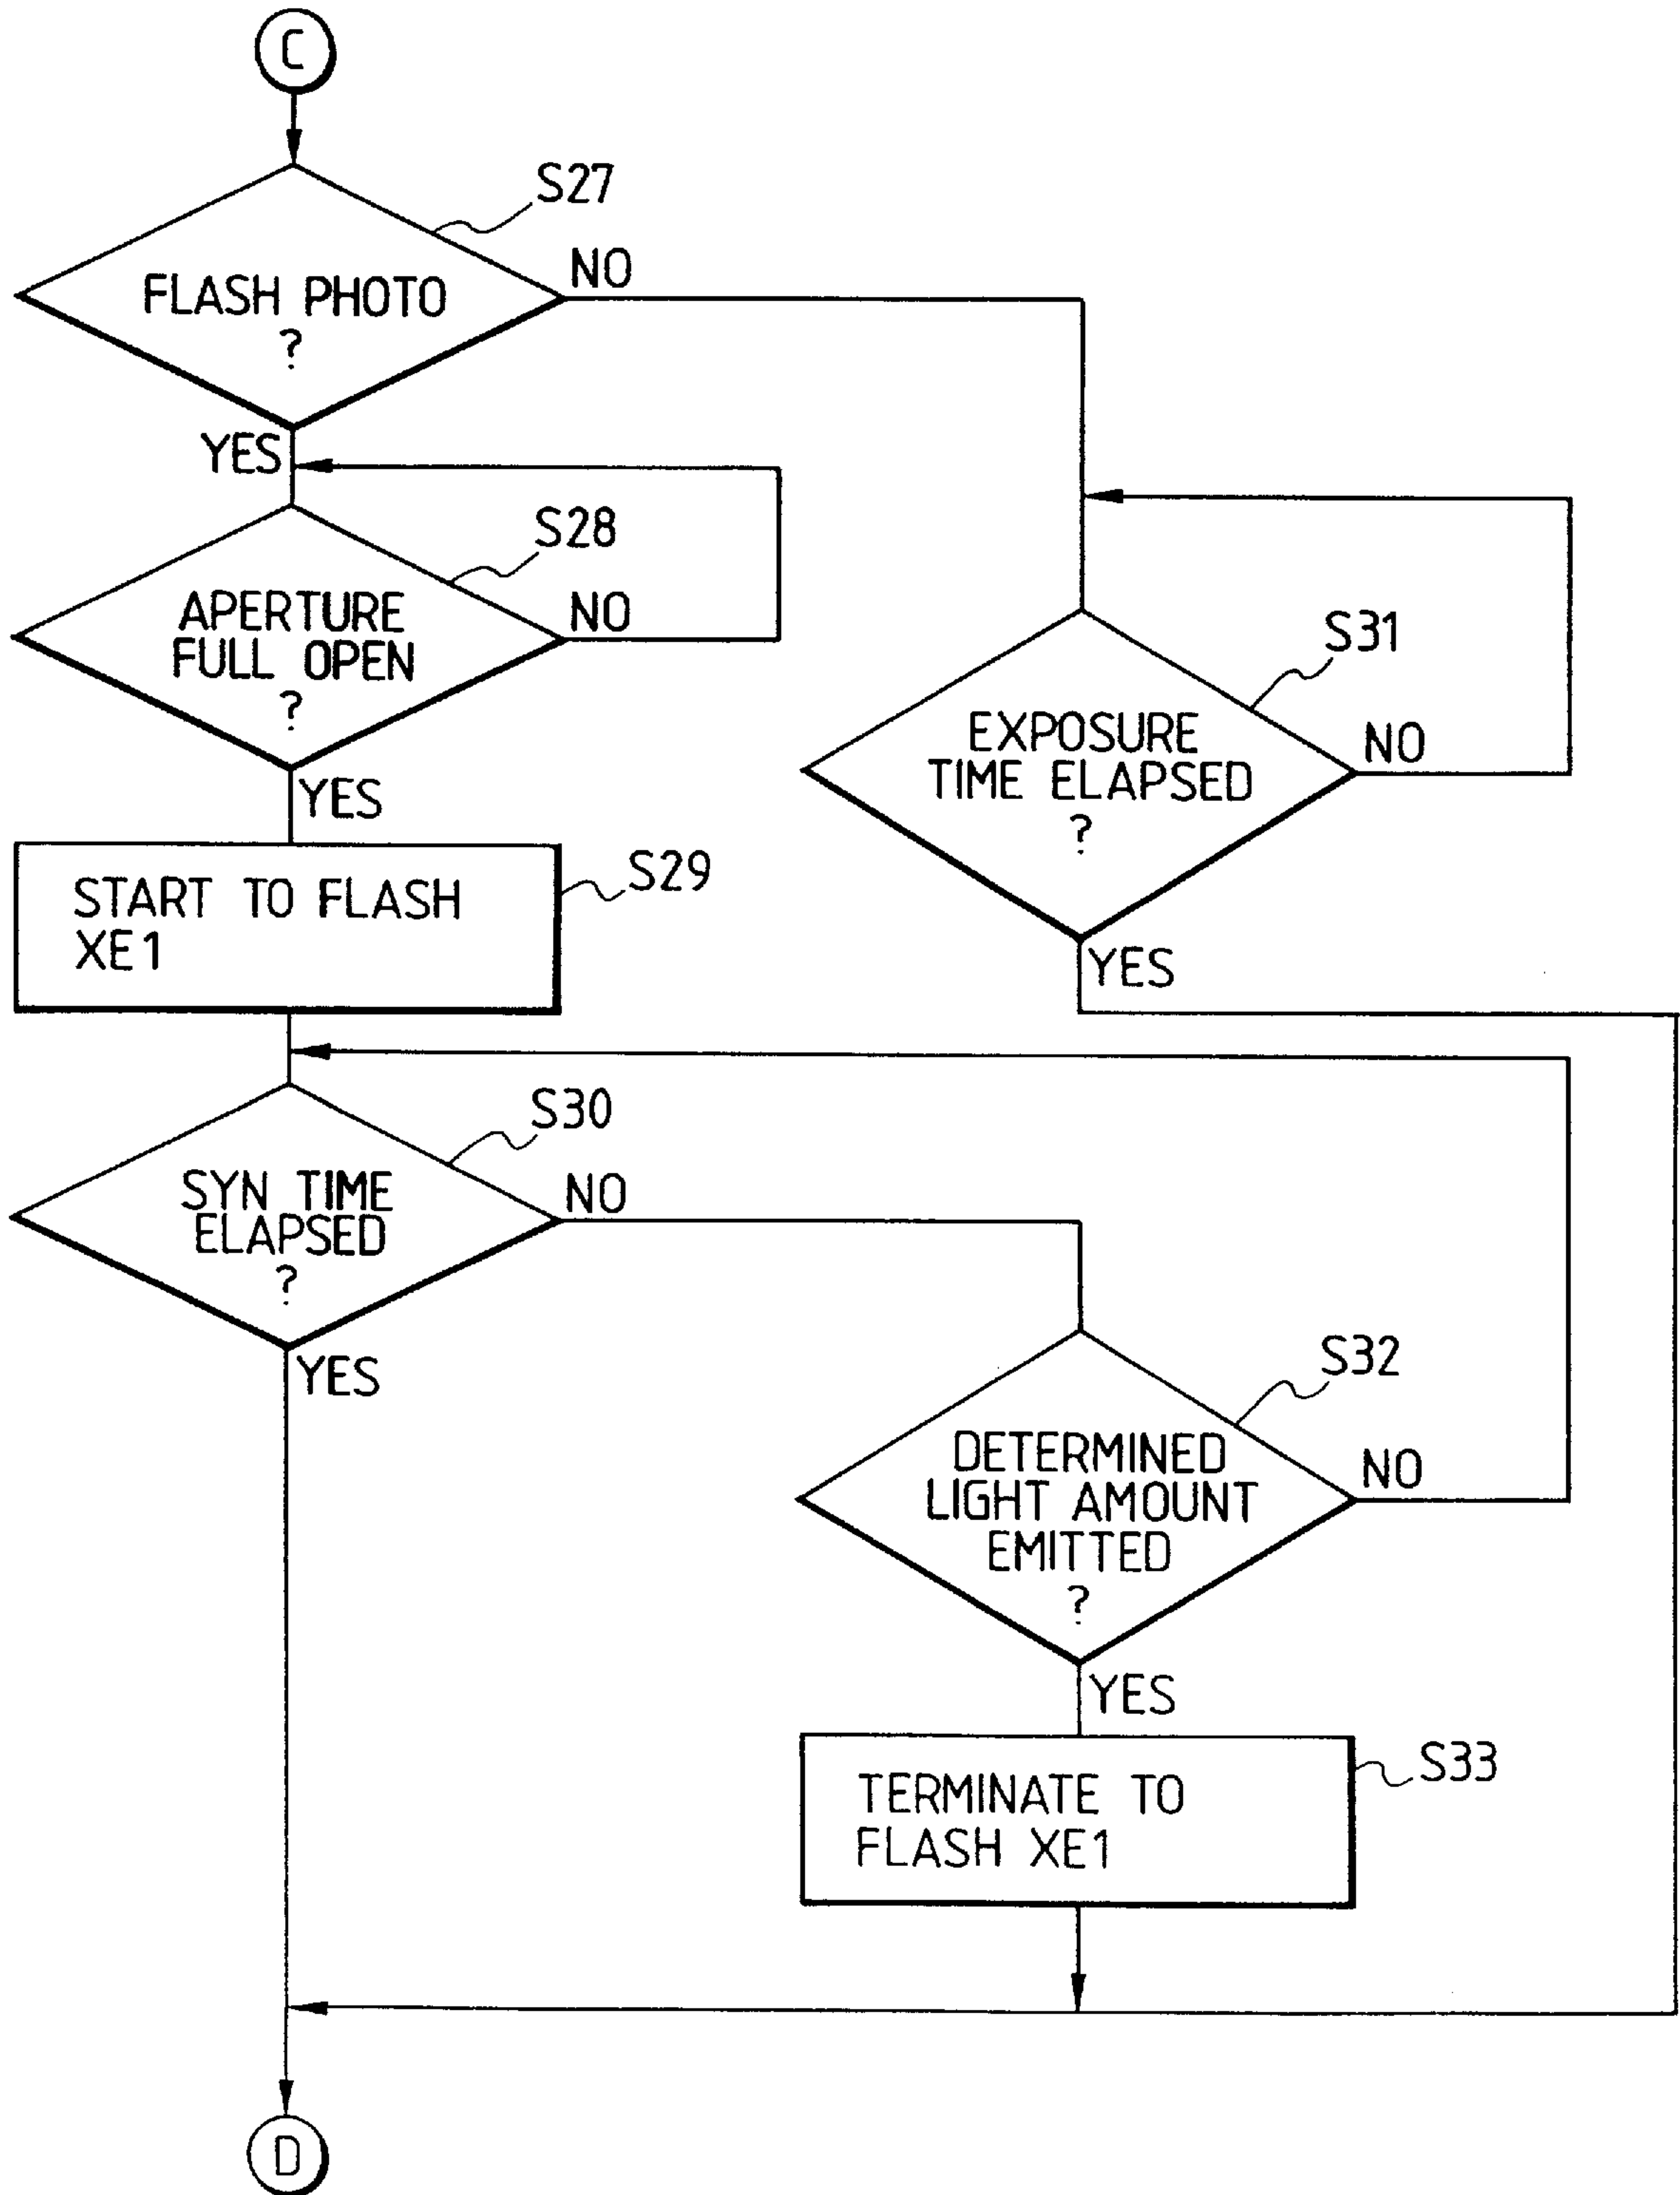 C
S27
FLASH PHOTO
?
NO
YES
S28
APERTURE
FULL OPEN
?
NO
YES
S31
EXPOSURE
TIME ELAPSED
?
NO
YES
S29
START TO FLASH
XE1
S30
SYN TIME
ELAPSED
?
NO
YES
S32
DETERMINED
LIGHT AMOUNT
EMITTED
?
NO
YES
S33
TERMINATE TO
FLASH XE1
D